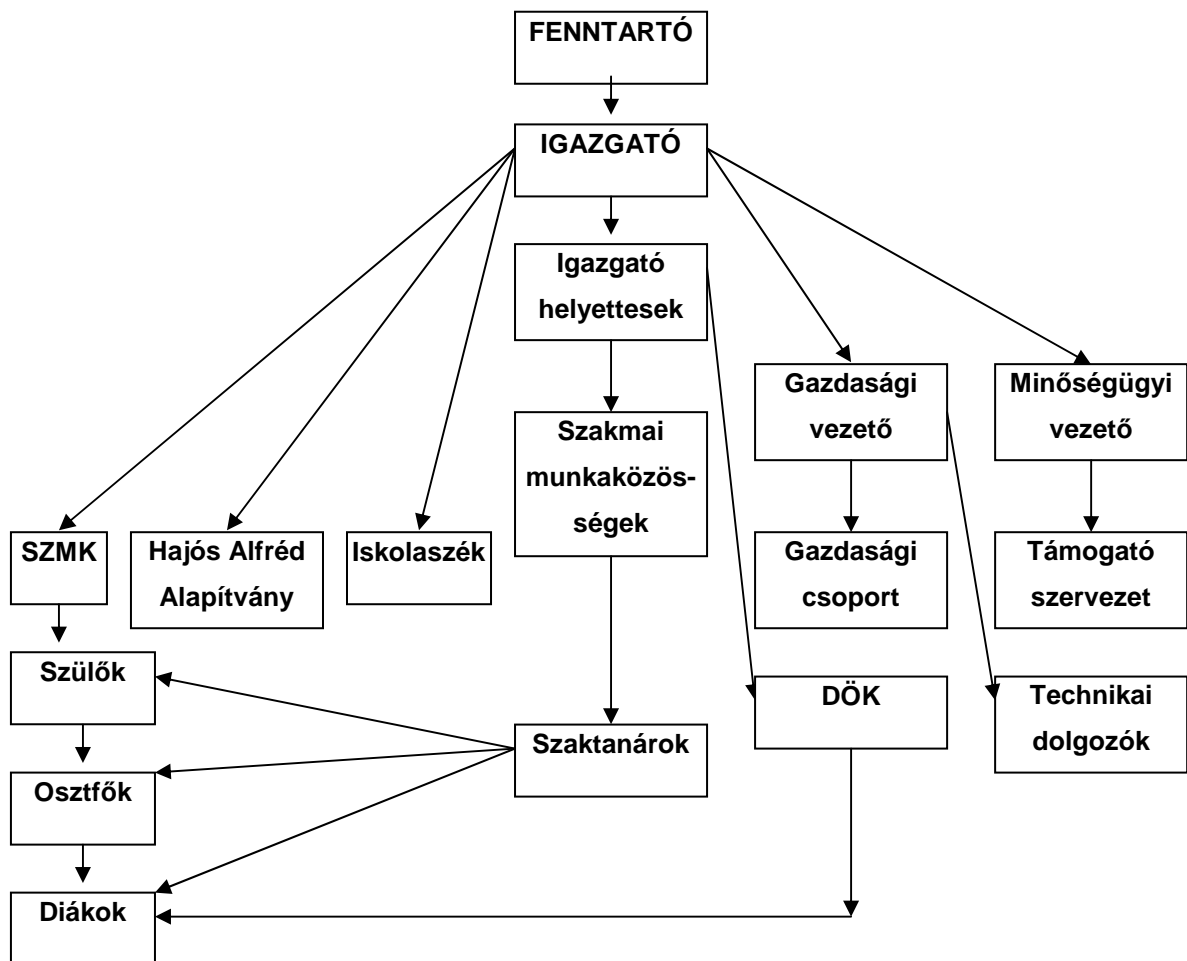 FENNTARTÓ
IGAZGATÓ
Igazgató
helyettesek
Gazdasági
vezető
Minőségügyi
vezető
Szakmai
munkaközös-
ségek
SZMK
Hajós Alfréd
Alapítvány
Iskolaszék
Gazdasági
csoport
Támogató
szervezet
Szülők
DÖK
Technikai
dolgozók
Szaktanárok
Osztfők
Diákok